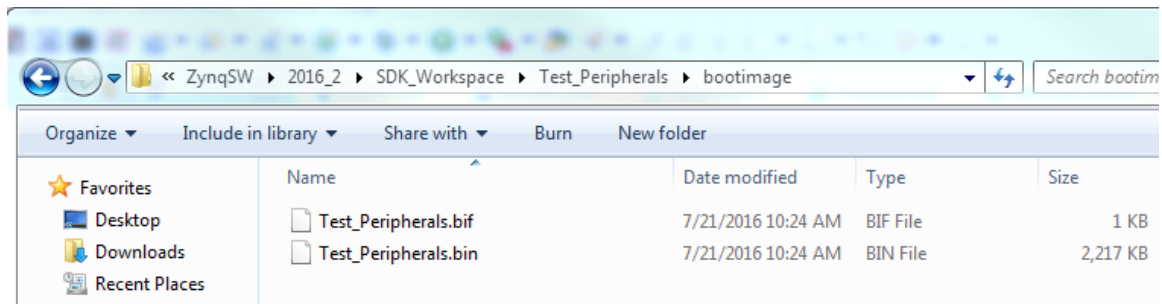 « ZynqSW ▸ 2016_2 ▸ SDK_Workspace ▸ Test_Peripherals ▸ bootimage Search bootim
Organize Include in library Share with Burn New folder
Favorites Name Date modified Type Size
Desktop Test_Peripherals.bif 7/21/2016 10:24 AM BIF File 1 KB
Downloads Test_Peripherals.bin 7/21/2016 10:24 AM BIN File 2,217 KB
Recent Places